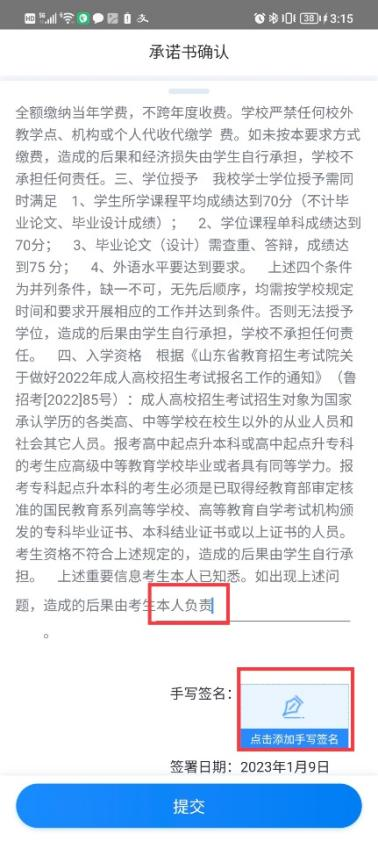 HD 5G 38 3:15
承诺书确认
全额缴纳当年学费，不跨年度收费。学校严禁任何校外
教学点、机构或个人代收代缴学 费。如未按本要求方式
缴费，造成的后果和经济损失由学生自行承担，学校不
承担任何责任。三、学位授予　我校学士学位授予需同
时满足　1、学生所学课程平均成绩达到70分（不计毕
业论文、毕业设计成绩）；　2、学位课程单科成绩达到
70分；　3、毕业论文（设计）需查重、答辩，成绩达
到75 分；　4、外语水平要达到要求。　上述四个条件
为并列条件，缺一不可，无先后顺序，均需按学校规定
时间和要求开展相应的工作并达到条件。否则无法授予
学位，造成的后果由学生自行承担，学校不承担任何责
任。　四、入学资格　根据《山东省教育招生考试院关
于做好2022年成人高校招生考试报名工作的通知》（鲁
招考[2022]85号）：成人高校招生考试招生对象为国家
承认学历的各类高、中等学校在校生以外的从业人员和
社会其它人员。报考高中起点升本科或高中起点升专科
的考生应高级中等教育学校毕业或者具有同等学力。报
考专科起点升本科的考生必须是已取得经教育部审定核
准的国民教育系列高等学校、高等教育自学考试机构颁
发的专科毕业证书、本科结业证书或以上证书的人员。
考生资格不符合上述规定的，造成的后果由学生自行承
担。　上述重要信息考生本人已知悉。如出现上述问
题，造成的后果由考生本人负责
。
手写签名：
点击添加手写签名
签署日期：2023年1月9日
提交